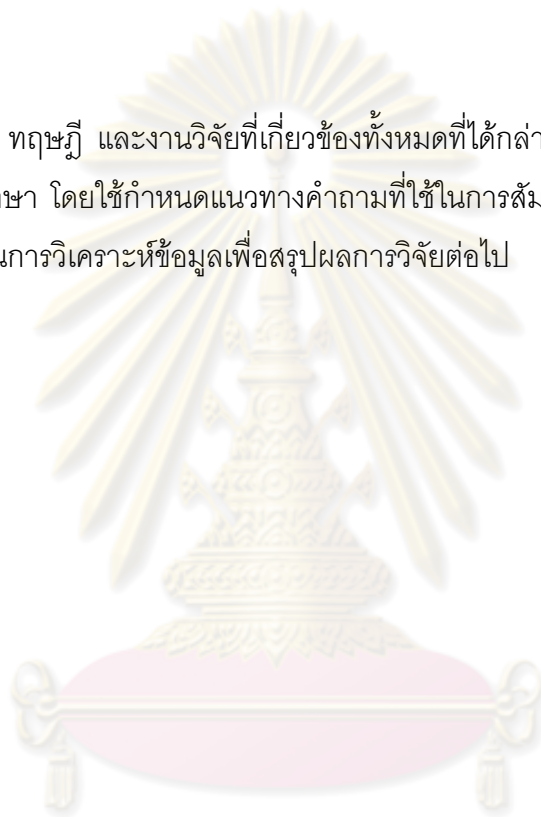 ทฤษฎี และงานวิจัยที่เกี่ยวข้องทั้งหมดที่ได้กล่า
ษา โดยใช้กำหนดแนวทางคำถามที่ใช้ในการสัม
นการวิเคราะห์ข้อมูลเพื่อสรุปผลการวิจัยต่อไป